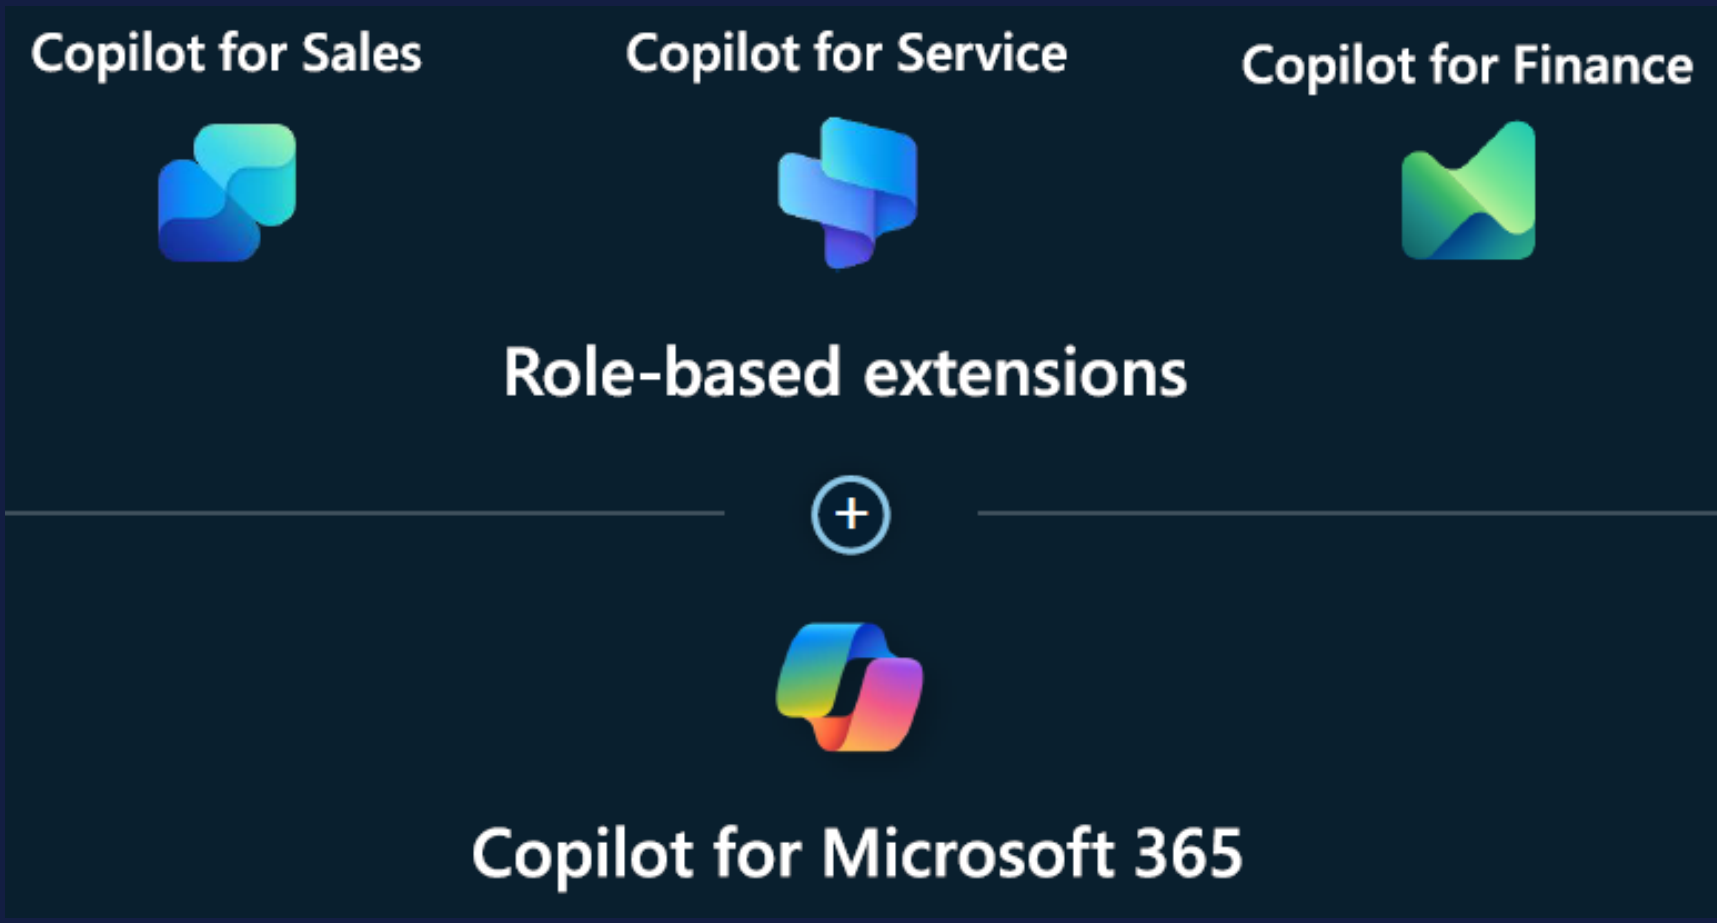 Copilot for Sales
Copilot for Service
Copilot for Finance
Role-based extensions
+
Copilot for Microsoft 365